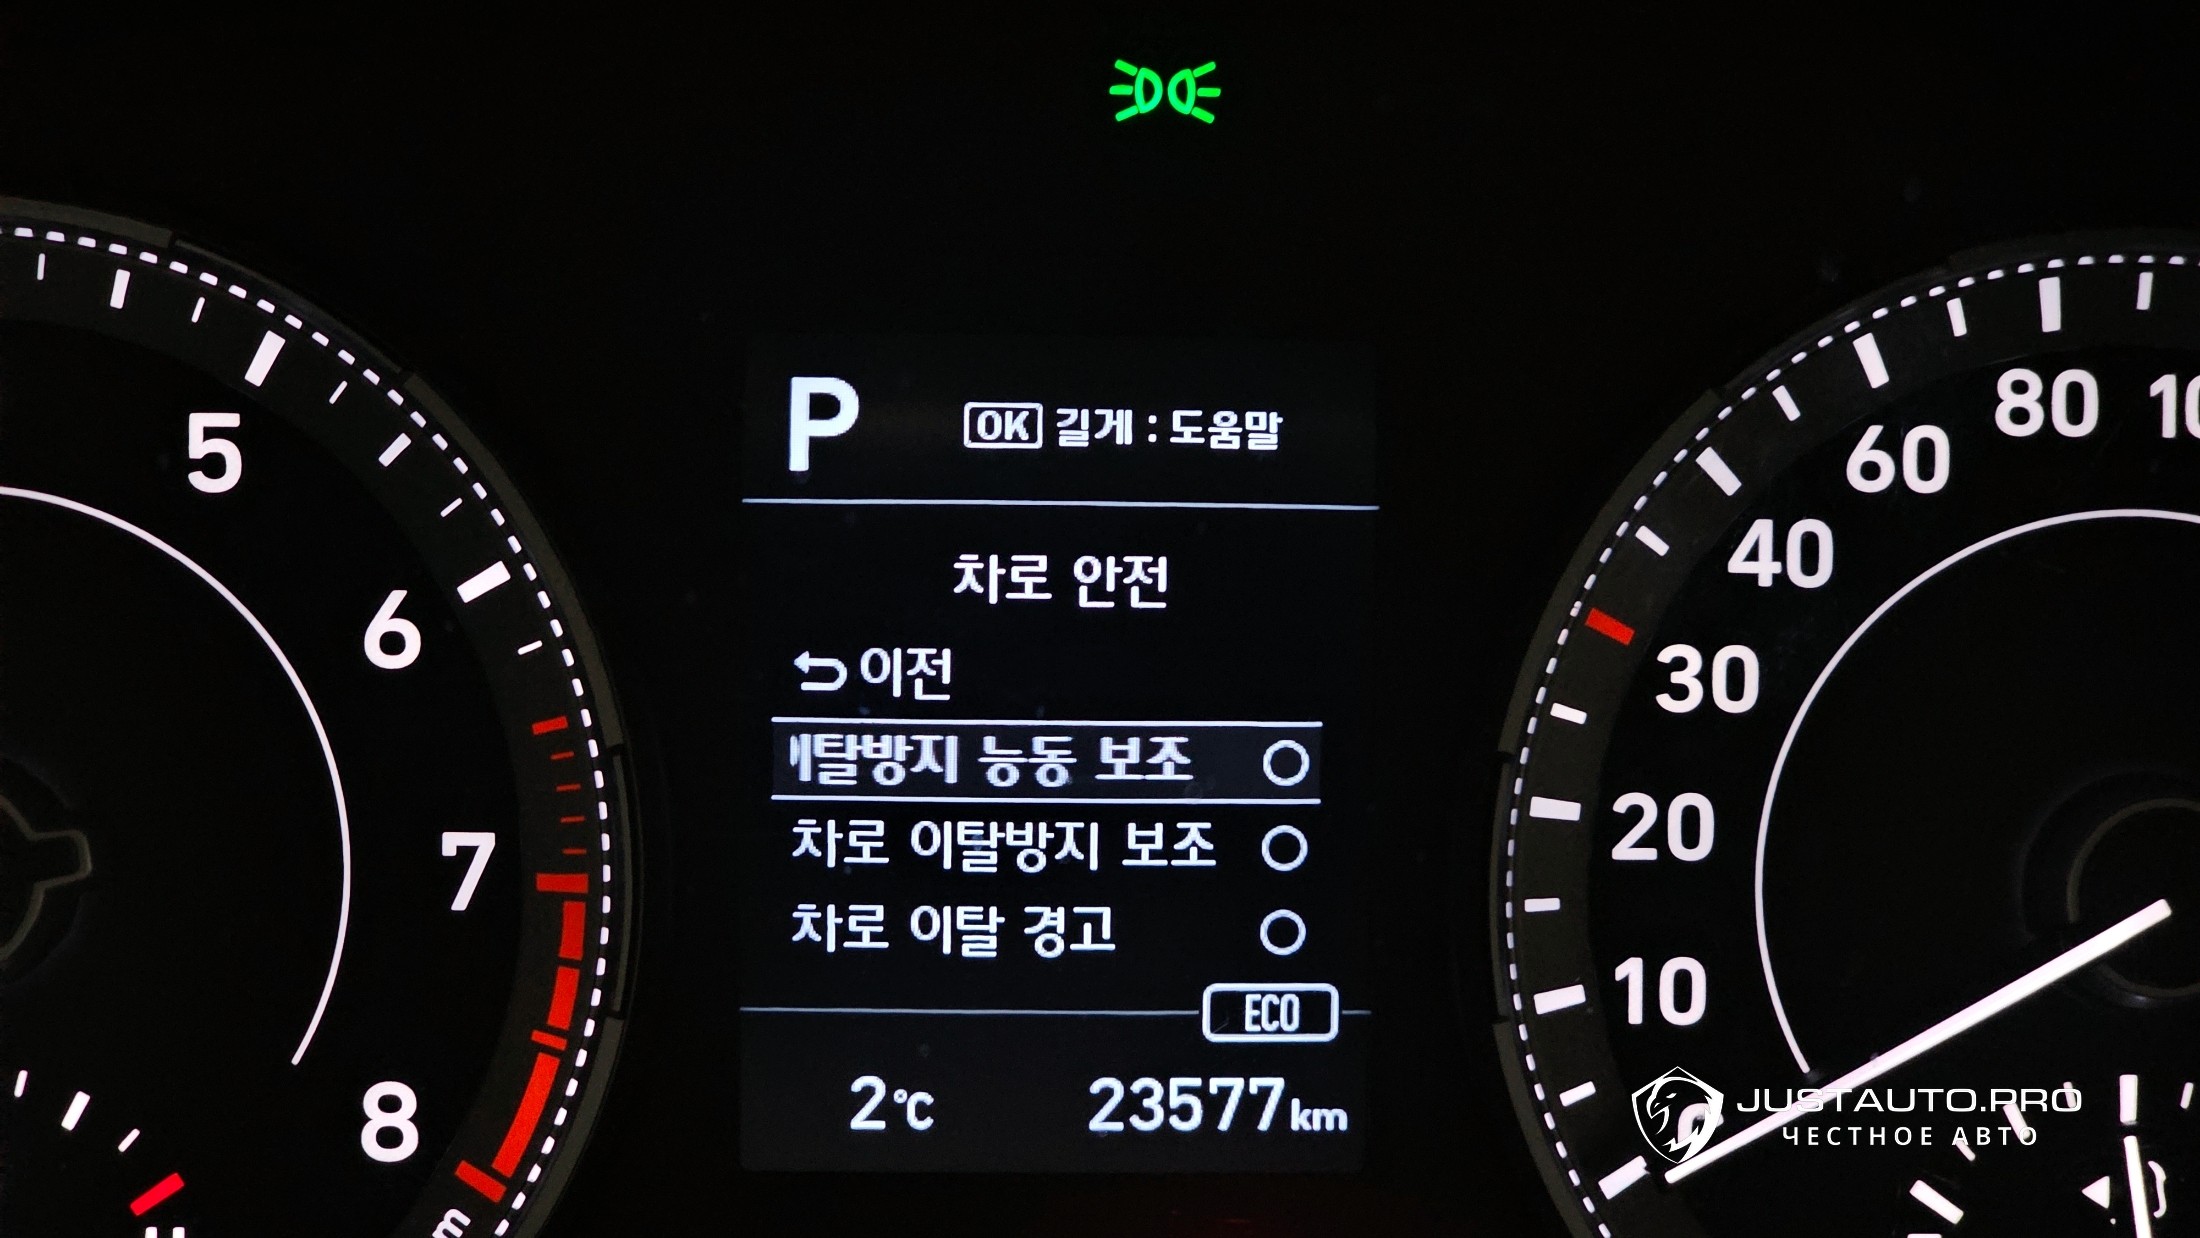 P
OK 길게 : 도움말
차로 안전
이전
이탈방지 능동 보조
차로 이탈방지 보조
차로 이탈 경고
ECO
2℃
23577km
5
6
7
8
80
60
40
30
20
10
0
JUSTAUTO.PRO
ЧЕСТНОЕ АВТО